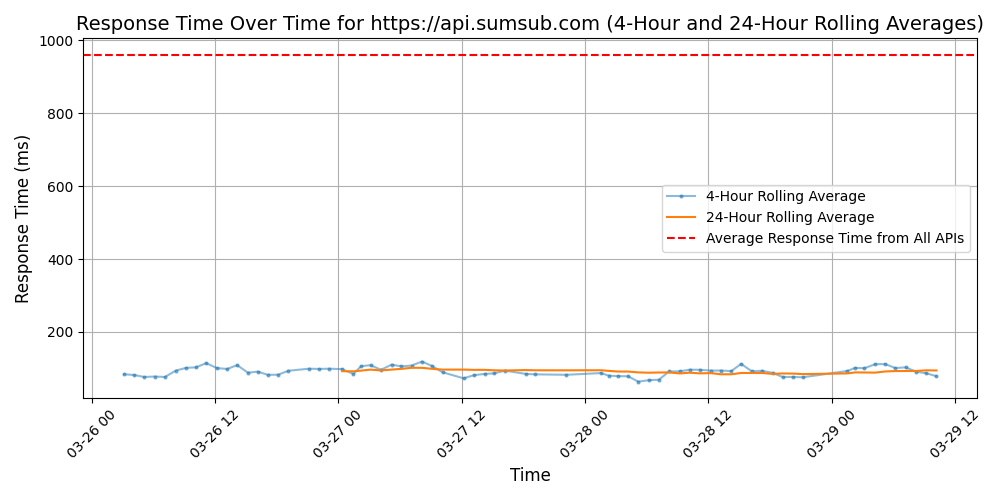 Response Time Over Time for https://api.sumsub.com (4-Hour and 24-Hour Rolling Averages)
Response Time (ms)
1000
800
600
400
200
4-Hour Rolling Average
24-Hour Rolling Average
Average Response Time from All APIs
03-26 00
03-26 12
03-27 00
03-27 12
03-28 00
03-28 12
03-29 00
03-29 12
Time